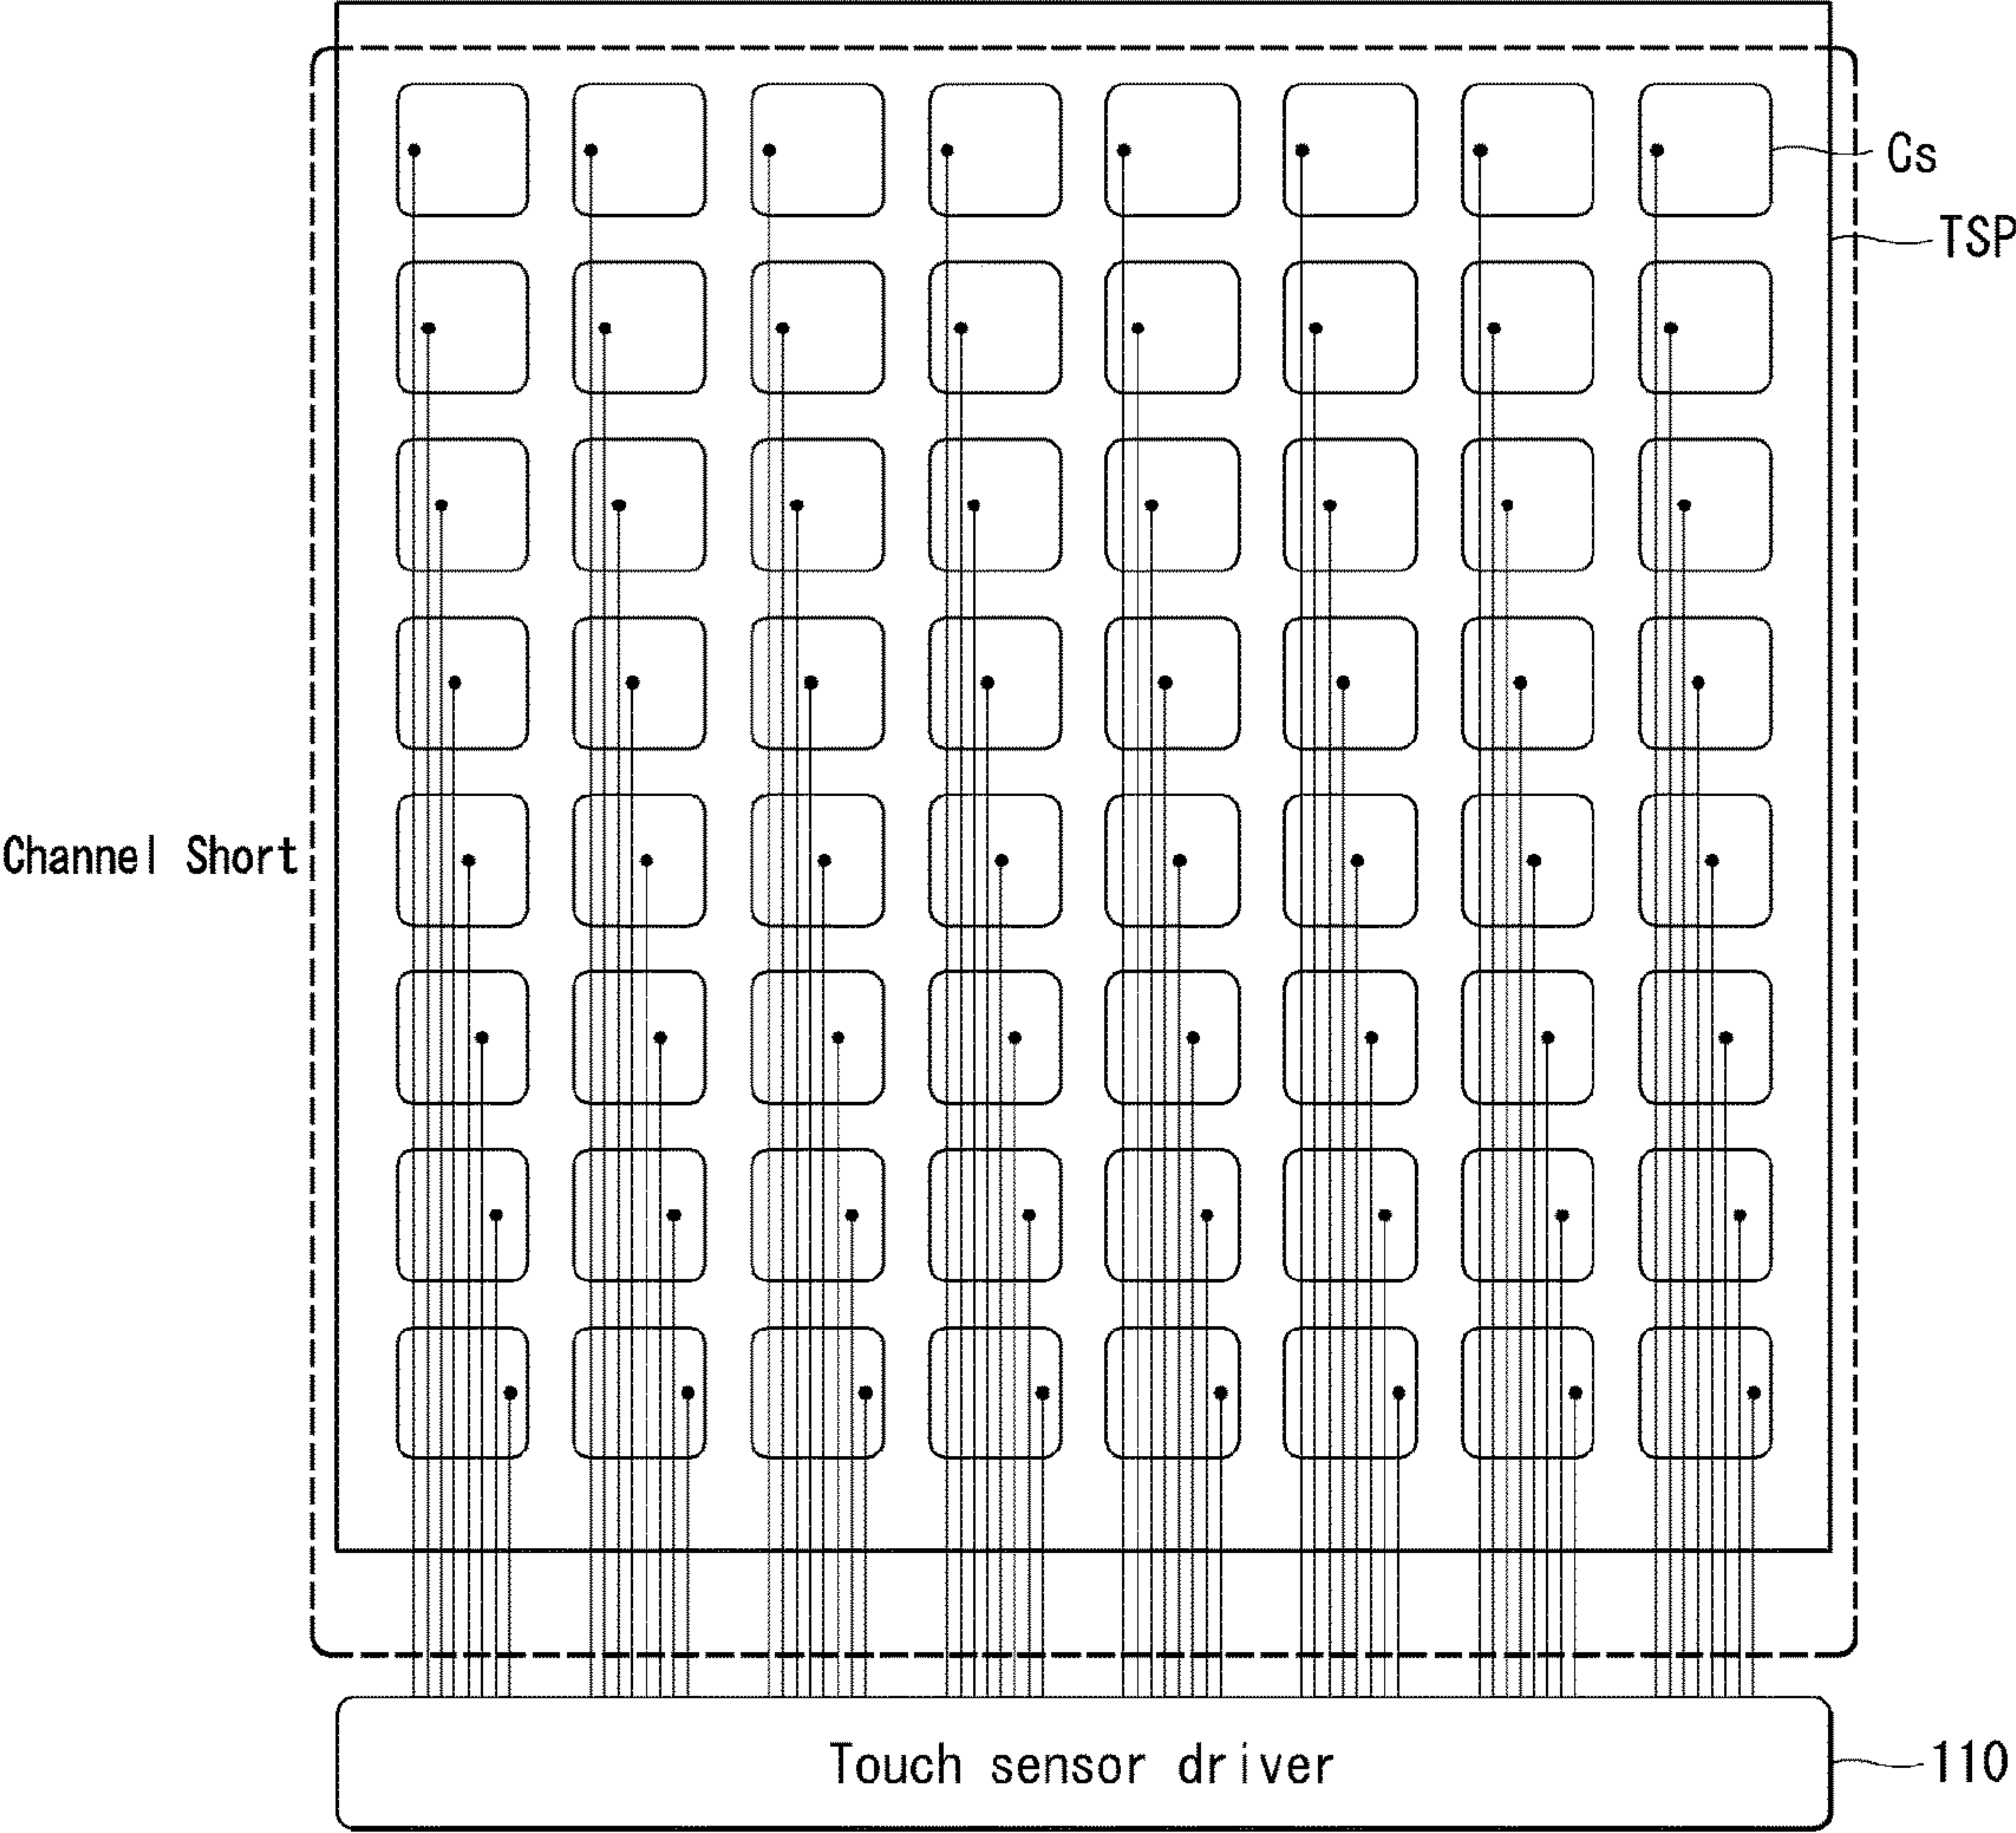 Cs
TSP
Channel Short
Touch sensor driver
110